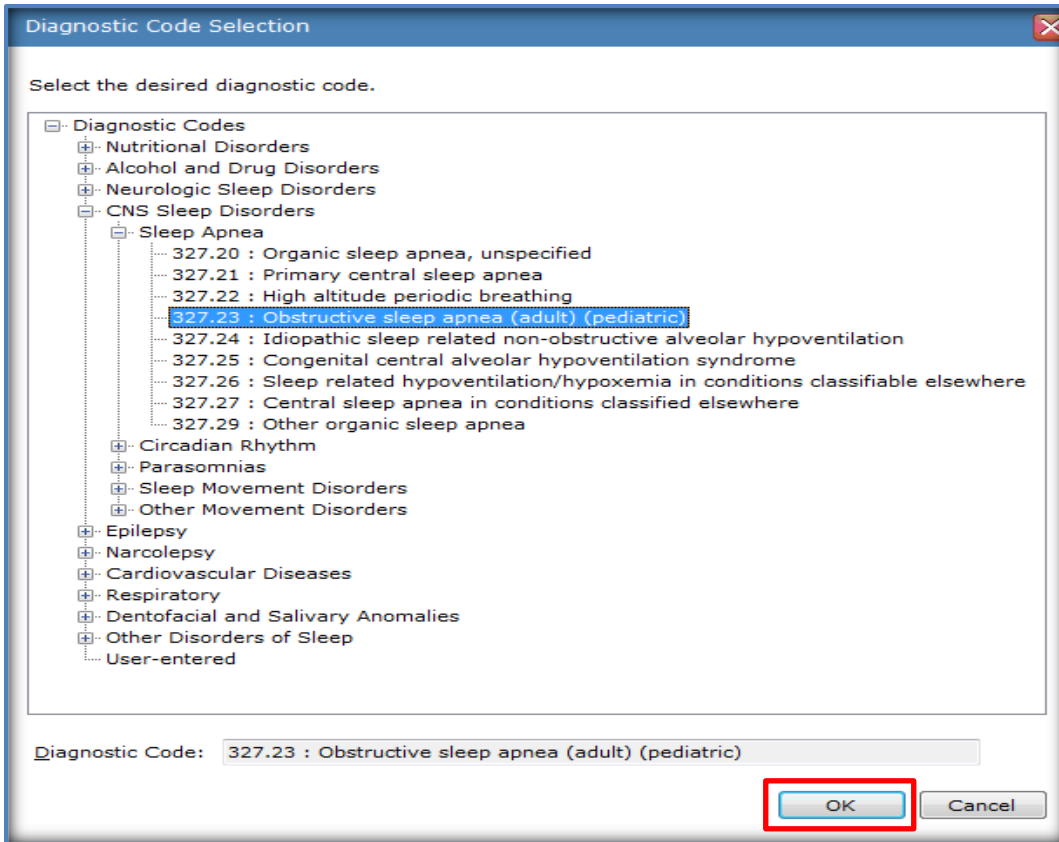 Diagnostic Code Selection
Select the desired diagnostic code.
Diagnostic Codes
Nutritional Disorders
Alcohol and Drug Disorders
Neurologic Sleep Disorders
CNS Sleep Disorders
Sleep Apnea
327.20 : Organic sleep apnea, unspecified
327.21 : Primary central sleep apnea
327.22 : High altitude periodic breathing
327.23 : Obstructive sleep apnea (adult) (pediatric)
327.24 : Idiopathic sleep related non-obstructive alveolar hypoventilation
327.25 : Congenital central alveolar hypoventilation syndrome
327.26 : Sleep related hypoventilation/hypoxemia in conditions classifiable elsewhere
327.27 : Central sleep apnea in conditions classified elsewhere
327.29 : Other organic sleep apnea
Circadian Rhythm
Parasomnias
Sleep Movement Disorders
Other Movement Disorders
Epilepsy
Narcolepsy
Cardiovascular Diseases
Respiratory
Dentofacial and Salivary Anomalies
Other Disorders of Sleep
User-entered
Diagnostic Code: 327.23 : Obstructive sleep apnea (adult) (pediatric)
OK Cancel